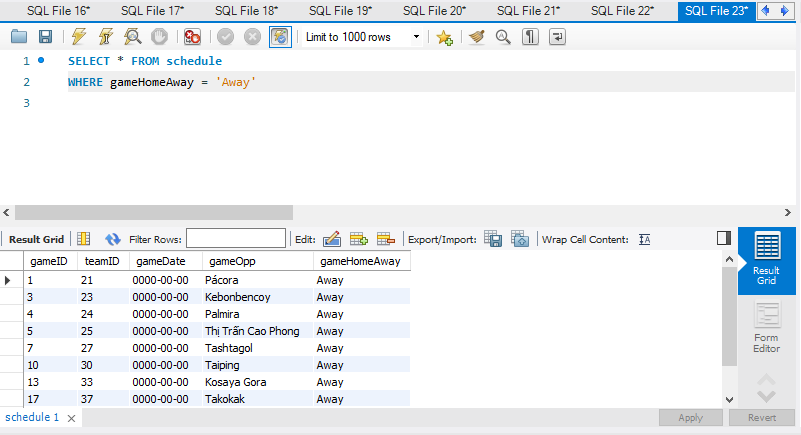 SQL File 16* SQL File 17* SQL File 18* SQL File 19* SQL File 20* SQL File 21* SQL File 22* SQL File 23*
Limit to 1000 rows
1 SELECT * FROM schedule
2 WHERE gameHomeAway = 'Away'
3
Result Grid Filter Rows: Edit: Export/Import: Wrap Cell Content: IA
gameID teamID gameDate gameOpp gameHomeAway
1 21 0000-00-00 Pácora Away
3 23 0000-00-00 Kebonbencoy Away
4 24 0000-00-00 Palmira Away
5 25 0000-00-00 Thị Trấn Cao Phong Away
7 27 0000-00-00 Tashtagol Away
10 30 0000-00-00 Taiping Away
13 33 0000-00-00 Kosaya Gora Away
17 37 0000-00-00 Takokak Away
Result
Grid
Form
Editor
schedule 1 Apply Revert